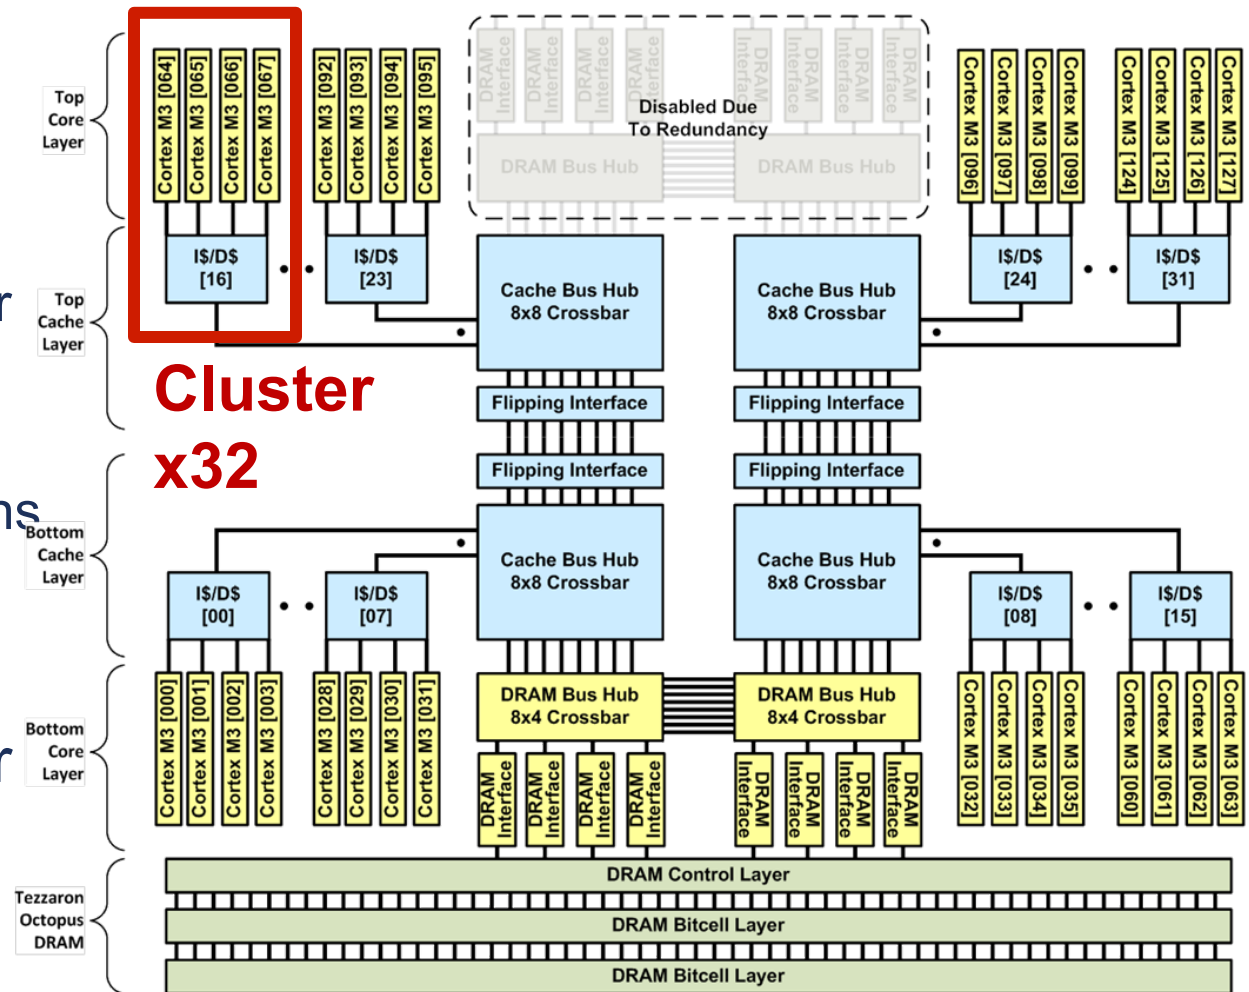 Top
Core
Layer
Cortex M3 [064]
Cortex M3 [065]
Cortex M3 [066]
Cortex M3 [067]
Cortex M3 [092]
Cortex M3 [093]
Cortex M3 [094]
Cortex M3 [095]
DRAM
Interface
DRAM
Interface
DRAM
Interface
DRAM
Interface
DRAM
Interface
DRAM
Interface
DRAM
Interface
DRAM
Interface
Disabled Due
To Redundancy
DRAM Bus Hub
DRAM Bus Hub
Cortex M3 [096]
Cortex M3 [097]
Cortex M3 [098]
Cortex M3 [099]
Cortex M3 [124]
Cortex M3 [125]
Cortex M3 [126]
Cortex M3 [127]
Top
Cache
Layer
I$/D$
[16]
I$/D$
[23]
Cache Bus Hub
8x8 Crossbar
Cache Bus Hub
8x8 Crossbar
I$/D$
[24]
I$/D$
[31]
r
Cluster
x32
Flipping Interface
Flipping Interface
Flipping Interface
Flipping Interface
ns
Bottom
Cache
Layer
Cache Bus Hub
8x8 Crossbar
Cache Bus Hub
8x8 Crossbar
I$/D$
[00]
I$/D$
[07]
I$/D$
[08]
I$/D$
[15]
Bottom
Core
Layer
r
Cortex M3 [000]
Cortex M3 [001]
Cortex M3 [002]
Cortex M3 [003]
Cortex M3 [028]
Cortex M3 [029]
Cortex M3 [030]
Cortex M3 [031]
DRAM Bus Hub
8x4 Crossbar
DRAM Bus Hub
8x4 Crossbar
DRAM
Interface
DRAM
Interface
DRAM
Interface
DRAM
Interface
DRAM
Interface
DRAM
Interface
DRAM
Interface
DRAM
Interface
Cortex M3 [032]
Cortex M3 [033]
Cortex M3 [034]
Cortex M3 [035]
Cortex M3 [060]
Cortex M3 [061]
Cortex M3 [062]
Cortex M3 [063]
Tezzaron
Octopus
DRAM
DRAM Control Layer
DRAM Bitcell Layer
DRAM Bitcell Layer